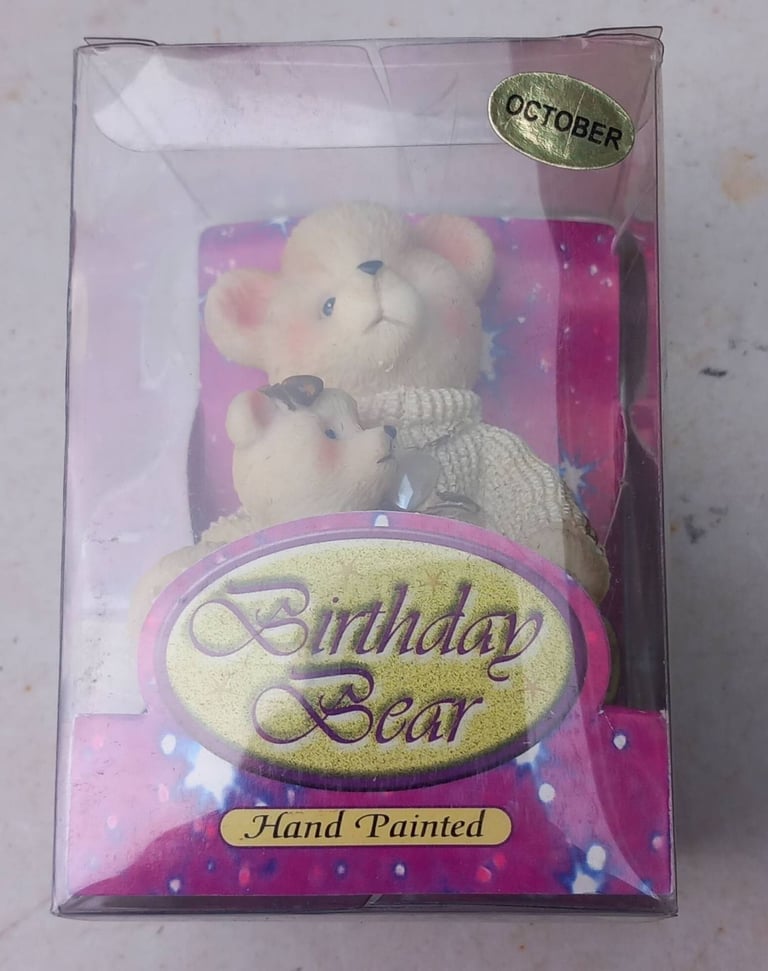 OCTOBER
Birthday
Bear
Hand Painted